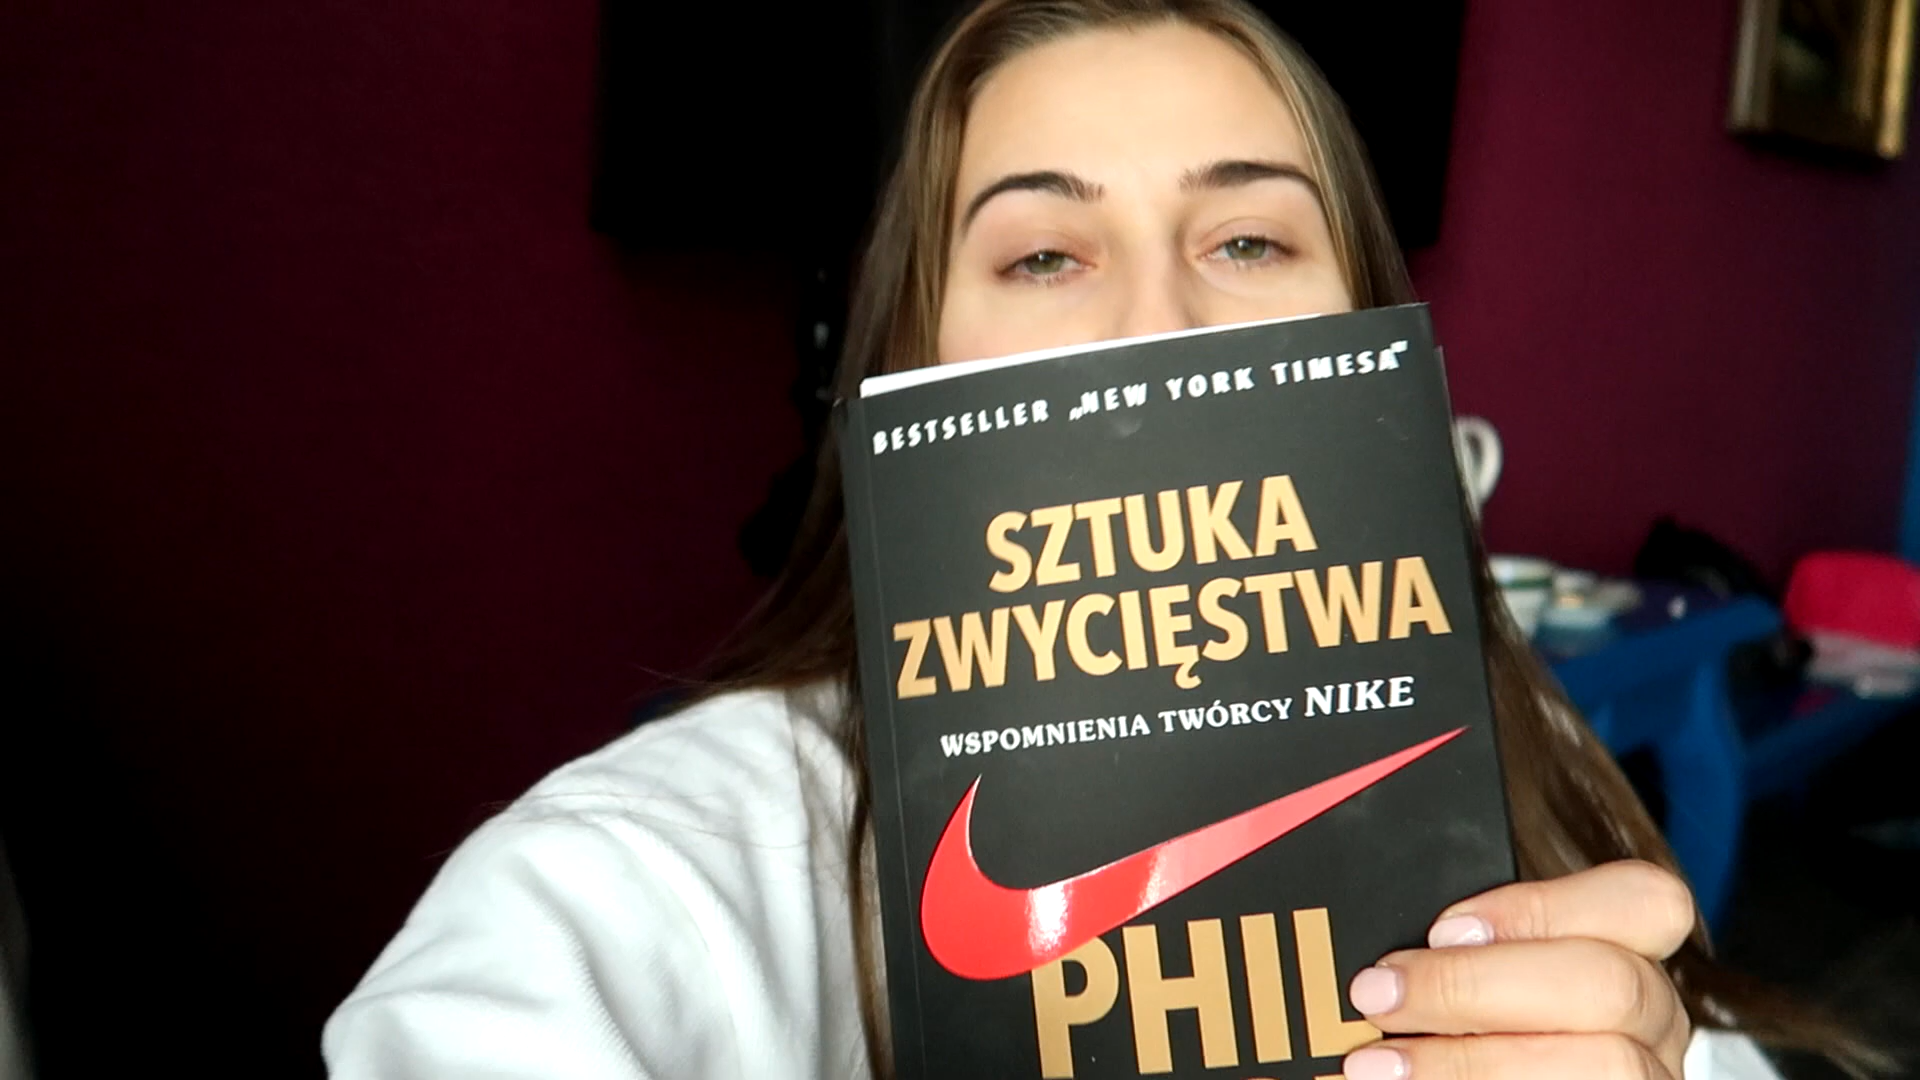 BESTSELLER „NEW YORK TIMESA”
SZTUKA
ZWYCIĘSTWA
WSPOMNIENIA TWÓRCY NIKE
PHIL